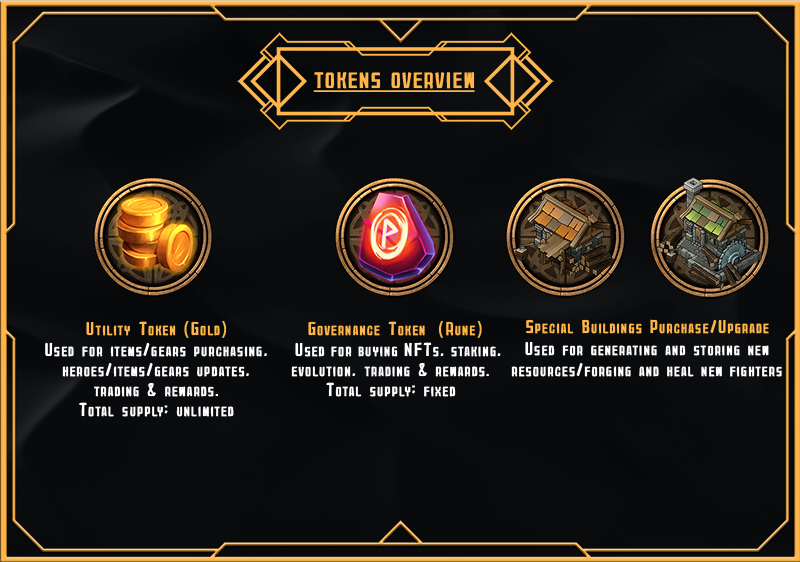 TOKENS OVERVIEW
Utility Token (Gold)
Used for items/gears purchasing,
heroes/items/gears updates,
trading & rewards.
Total supply: unlimited
Governance Token (Rune)
Used for buying NFTs, staking,
evolution, trading & rewards.
Total supply: fixed
Special Buildings Purchase/Upgrade
Used for generating and storing new
resources/forging and heal new fighters